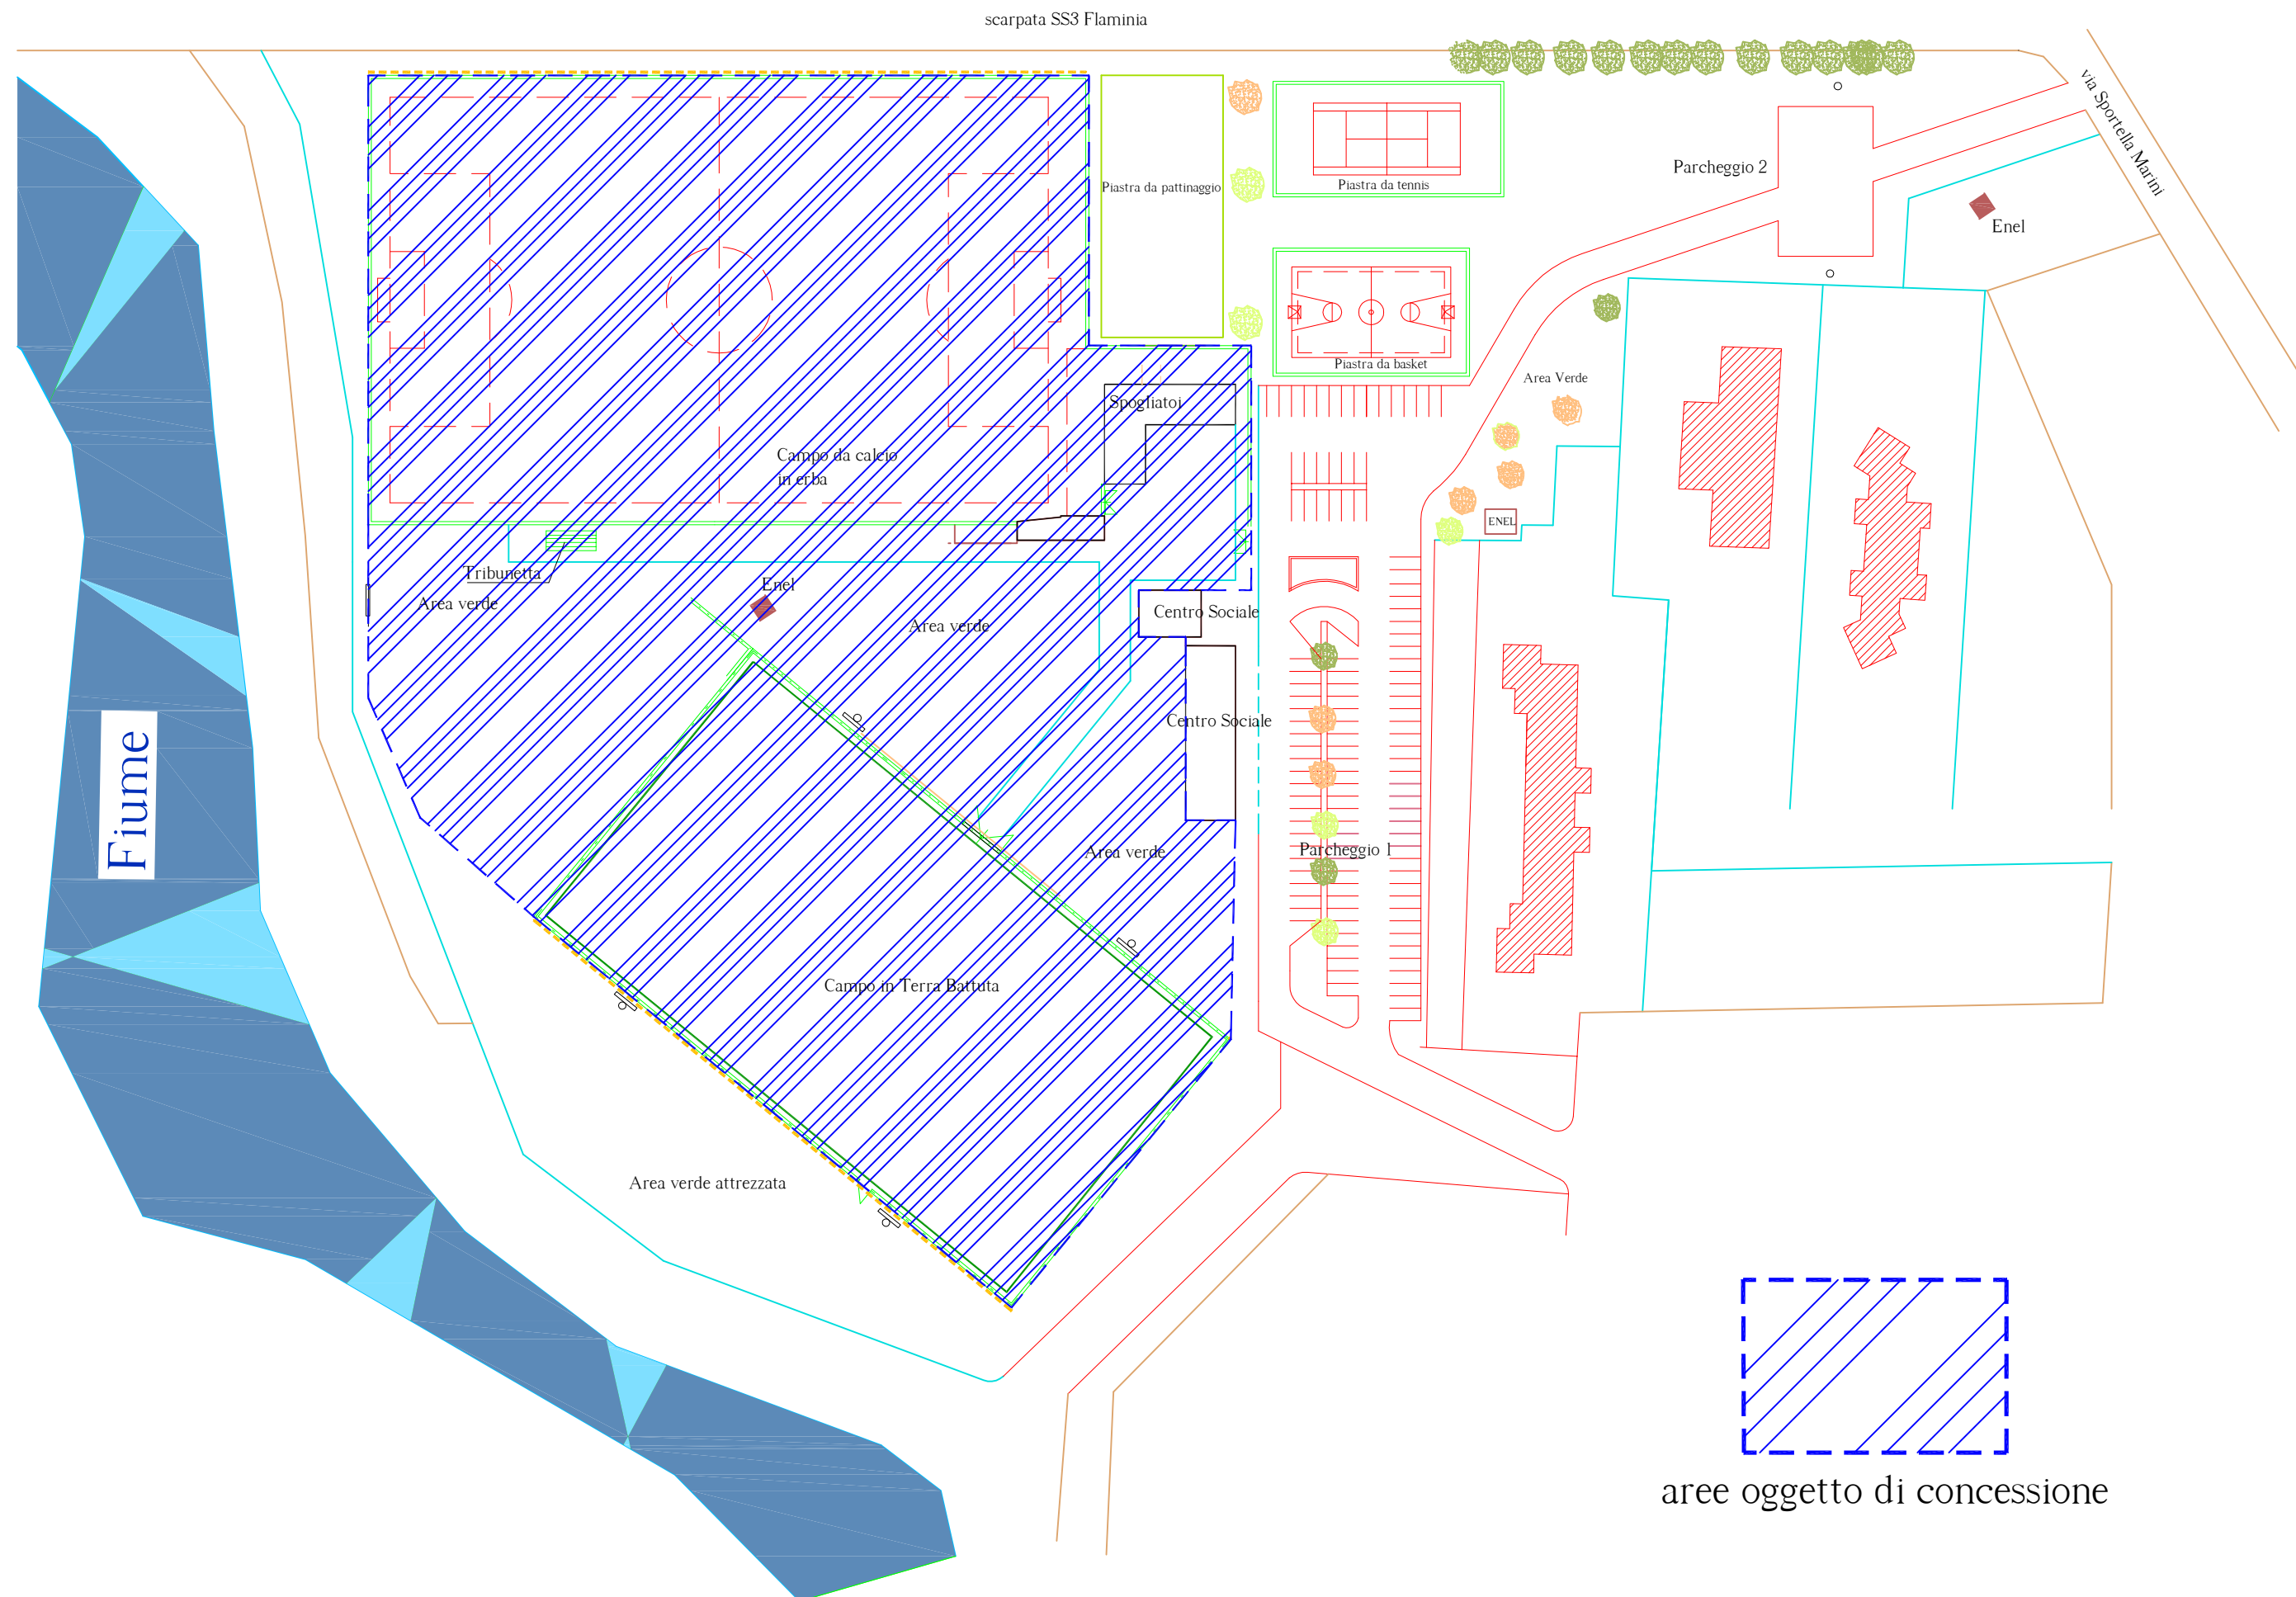 scarpata SS3 Flaminia
via Sportella Marini
Parcheggio 2
Piastra da pattinaggio
Piastra da tennis
Enel
Piastra da basket
Area Verde
Spogliatoi
Campo da calcio
in erba
ENEL
Tribunetta
Enel
Area verde
Centro Sociale
Area verde
Centro Sociale
Fiume
Area verde
Parcheggio 1
Campo in Terra Battuta
Area verde attrezzata
aree oggetto di concessione